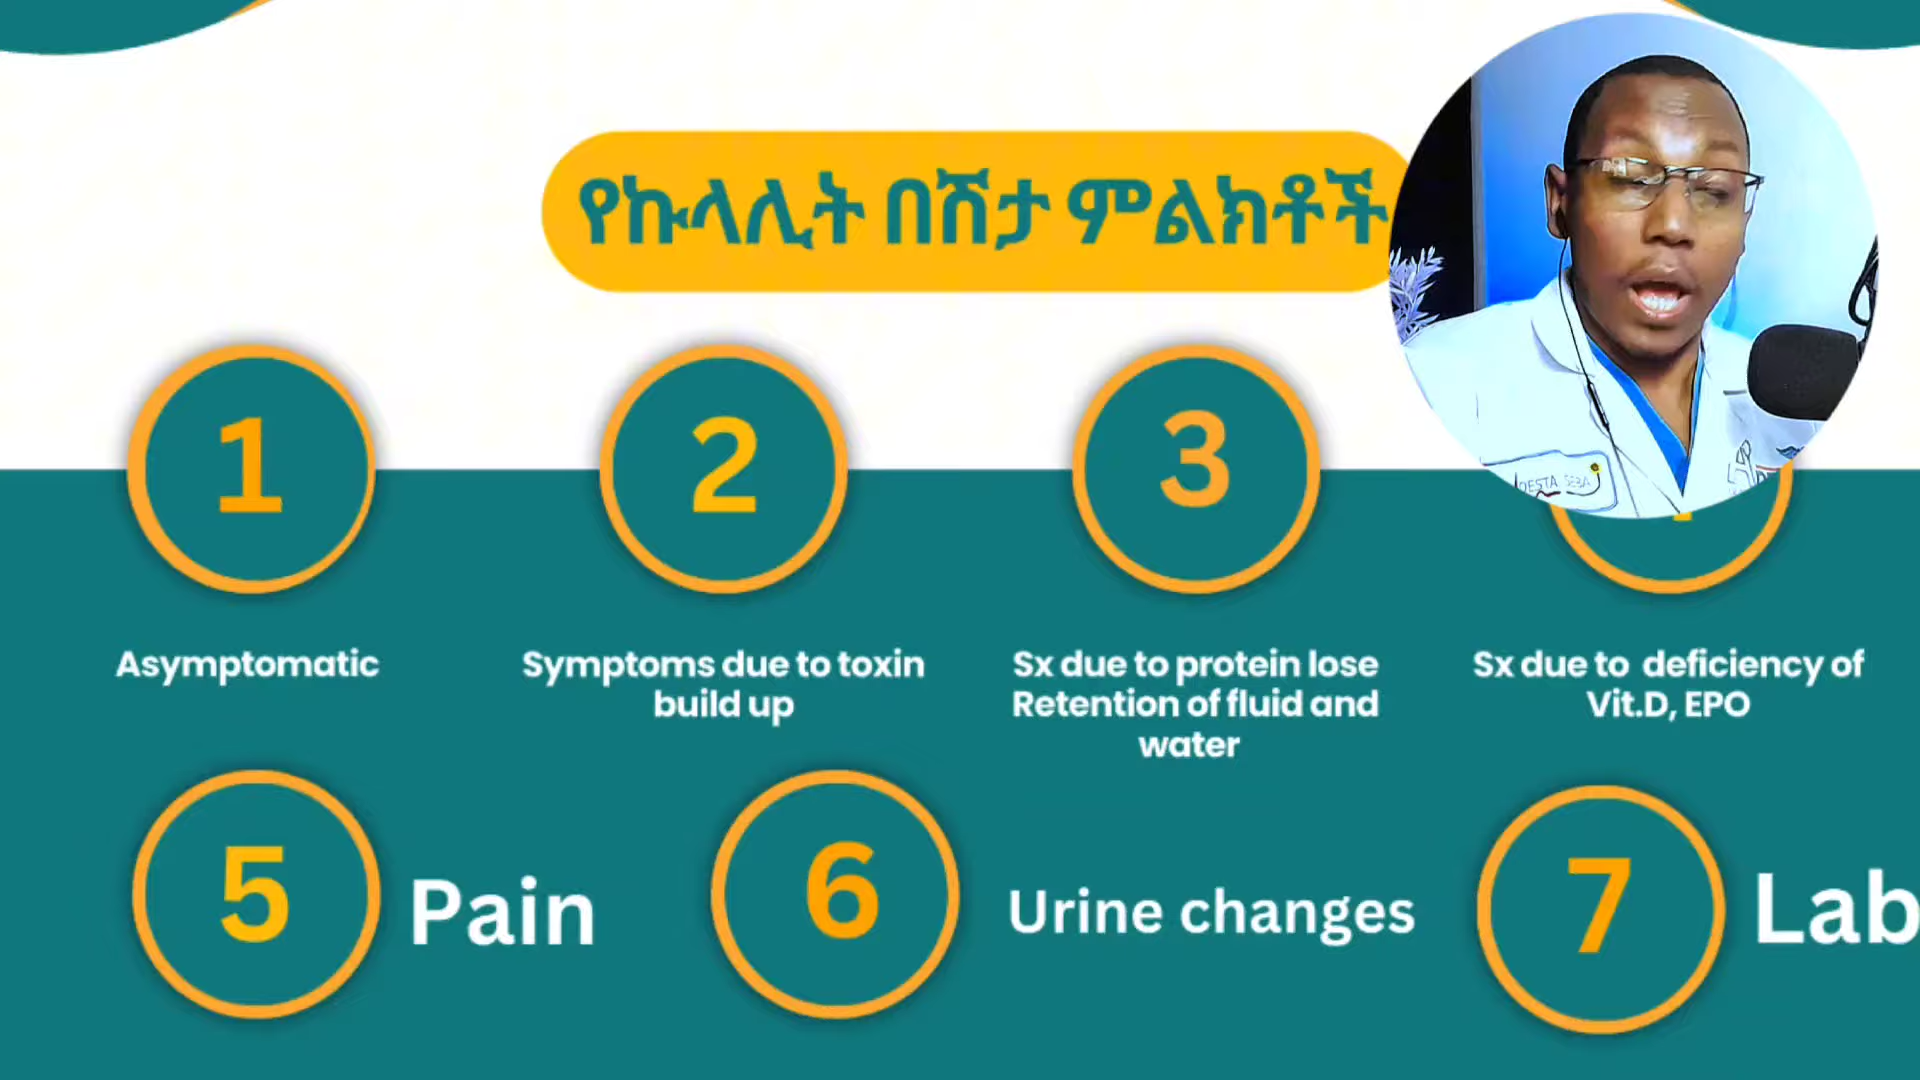 የኩላሊት በሽታ ምልክቶች
1
2
3
Asymptomatic
Symptoms due to toxin
build up
Sx due to protein lose
Retention of fluid and
water
Sx due to deficiency of
Vit.D, EPO
5
Pain
6
Urine changes
7
Lab